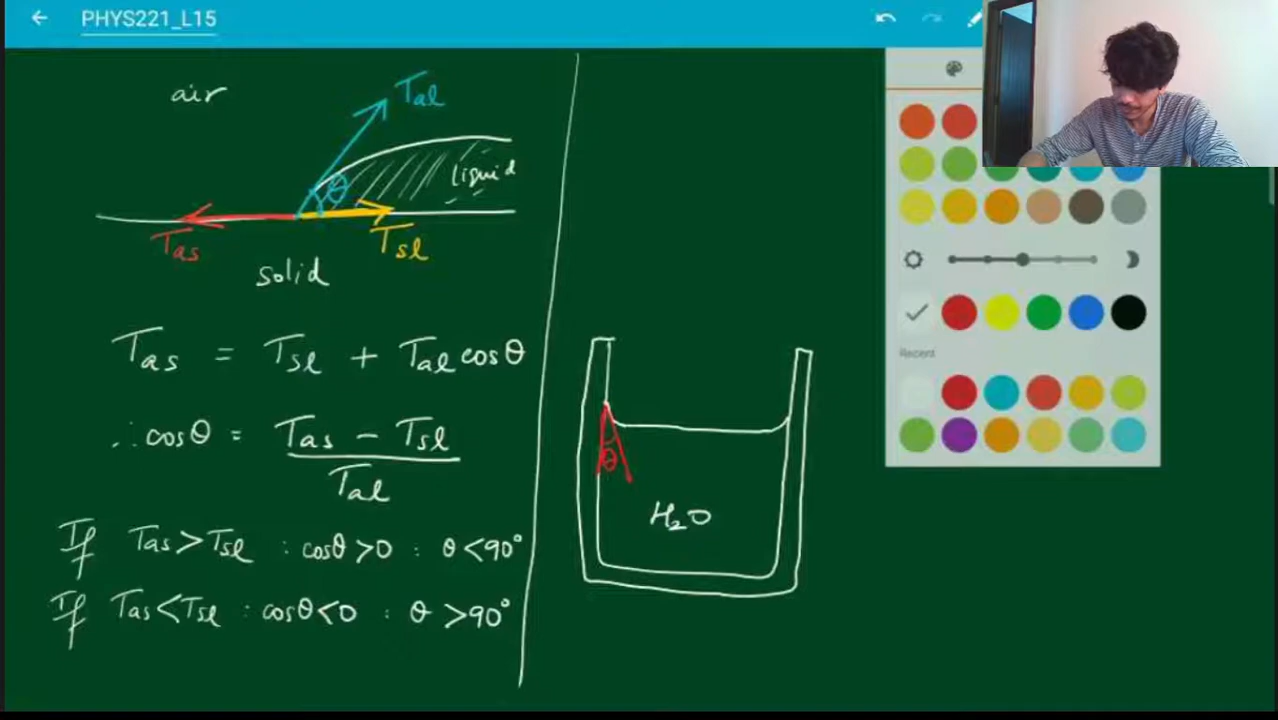 PHYS221_L15
air
Tal
θ
liquid
Tas
Tsl
solid
Tas = Tsl + Tal cosθ
∴ cosθ = Tas - Tsl / Tal
If Tas > Tsl : cosθ > 0 : θ < 90°
If Tas < Tsl : cosθ < 0 : θ > 90°
θ
H₂O
Recent